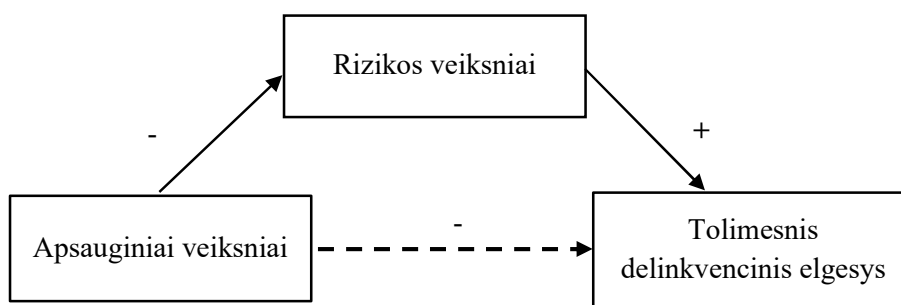 Rizikos veiksniai
-
+
Apsauginiai veiksniai
-
Tolimesnis
delinkvencinis elgesys